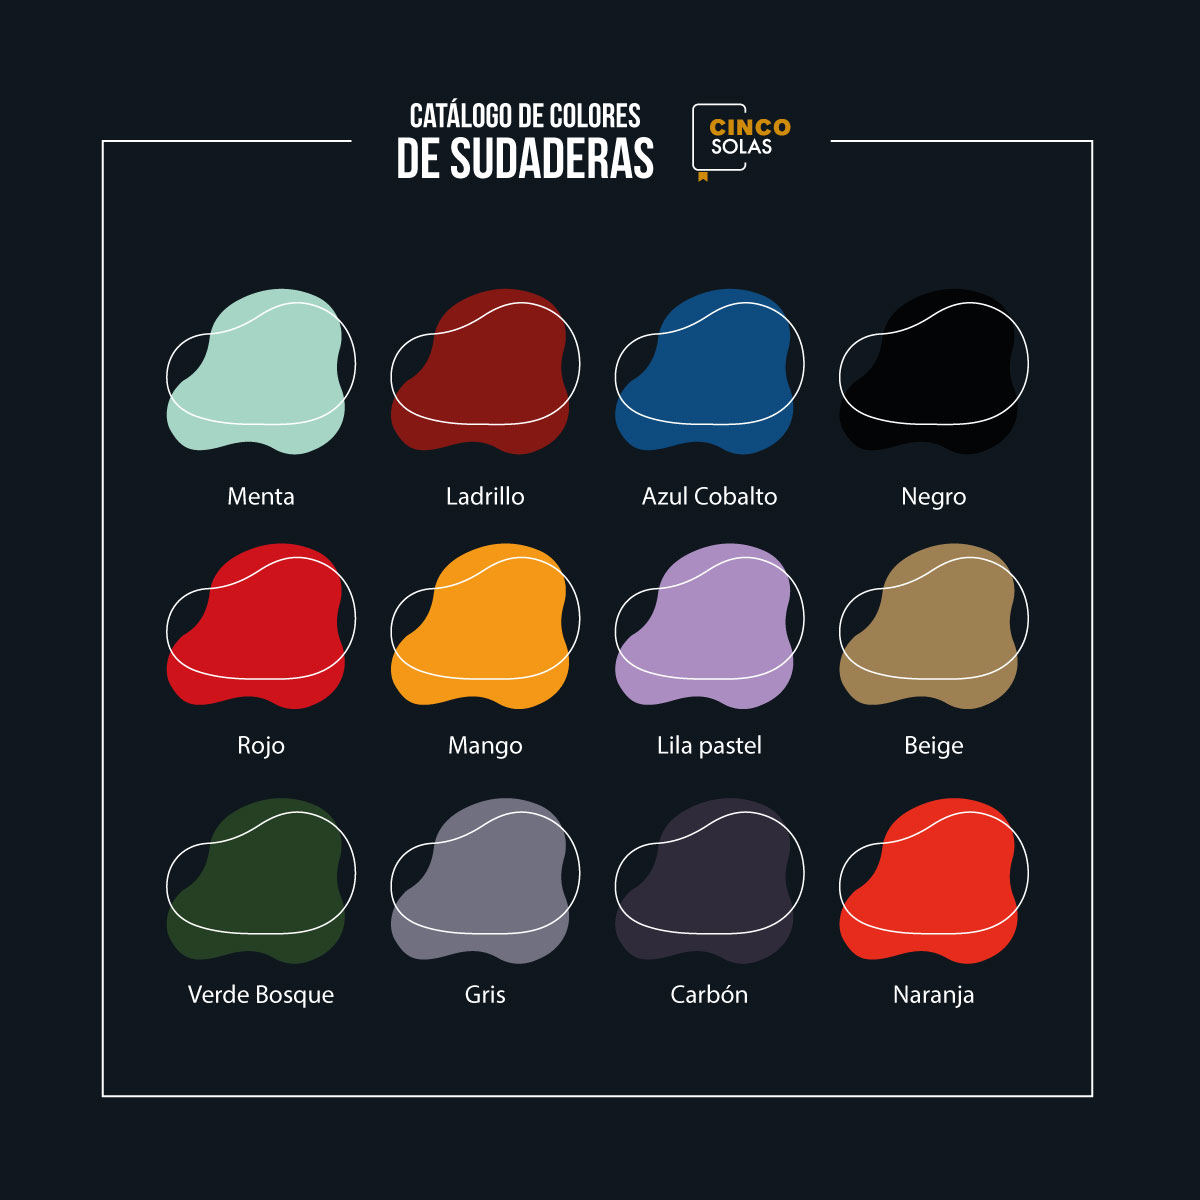 CATÁLOGO DE COLORES
DE SUDADERAS
CINCO
SOLAS
Menta
Ladrillo
Azul Cobalto
Negro
Rojo
Mango
Lila pastel
Beige
Verde Bosque
Gris
Carbón
Naranja